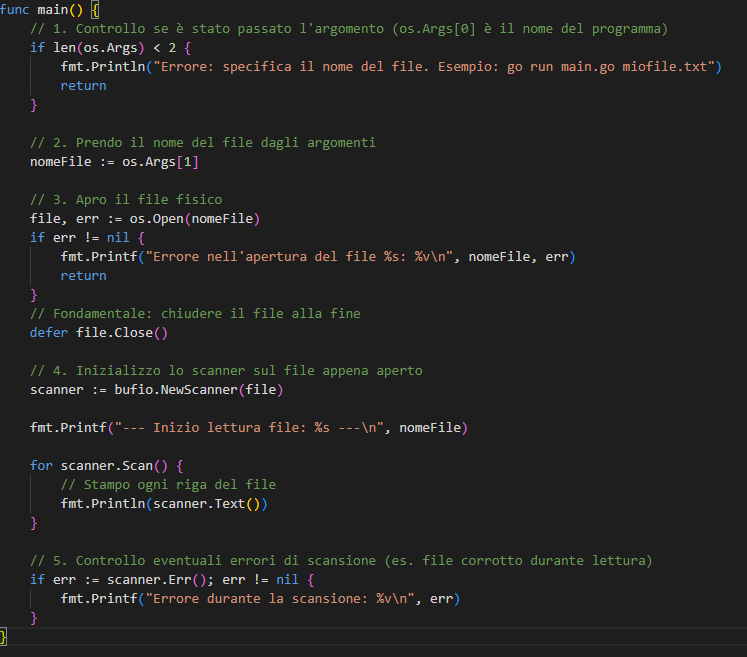 func main() {
    // 1. Controllo se è stato passato l'argomento (os.Args[0] è il nome del programma)
    if len(os.Args) < 2 {
        fmt.Println("Errore: specifica il nome del file. Esempio: go run main.go miofile.txt")
        return
    }

    // 2. Prendo il nome del file dagli argomenti
    nomeFile := os.Args[1]

    // 3. Apro il file fisico
    file, err := os.Open(nomeFile)
    if err != nil {
        fmt.Printf("Errore nell'apertura del file %s: %v\n", nomeFile, err)
        return
    }
    // Fondamentale: chiudere il file alla fine
    defer file.Close()

    // 4. Inizializzo lo scanner sul file appena aperto
    scanner := bufio.NewScanner(file)

    fmt.Printf("--- Inizio lettura file: %s ---\n", nomeFile)

    for scanner.Scan() {
        // Stampo ogni riga del file
        fmt.Println(scanner.Text())
    }

    // 5. Controllo eventuali errori di scansione (es. file corrotto durante lettura)
    if err := scanner.Err(); err != nil {
        fmt.Printf("Errore durante la scansione: %v\n", err)
    }
}